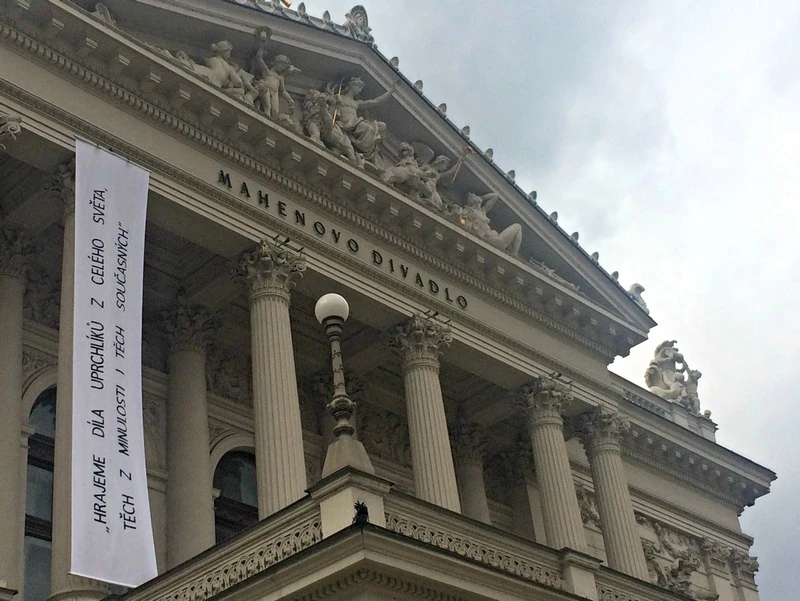 „HRAJEME DÍLA UPRCHLÍKŮ Z CELÉHO SVĚTA,
TĚCH Z MINULOSTI I TĚCH SOUČASNÝCH.“
MAHENOVO DIVADLO